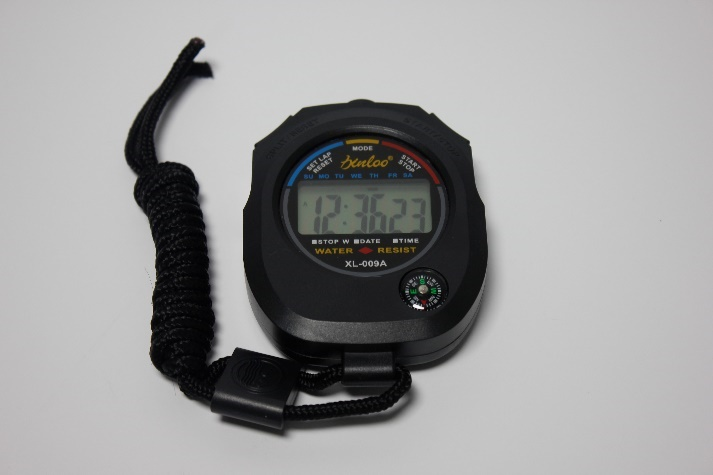 MODE
SET LAP
RESET
START
STOP
xinloo®
SU MO TU WE TH FR SA
12:36 23
STOP W DATE TIME
WATER RESIST
XL-009A